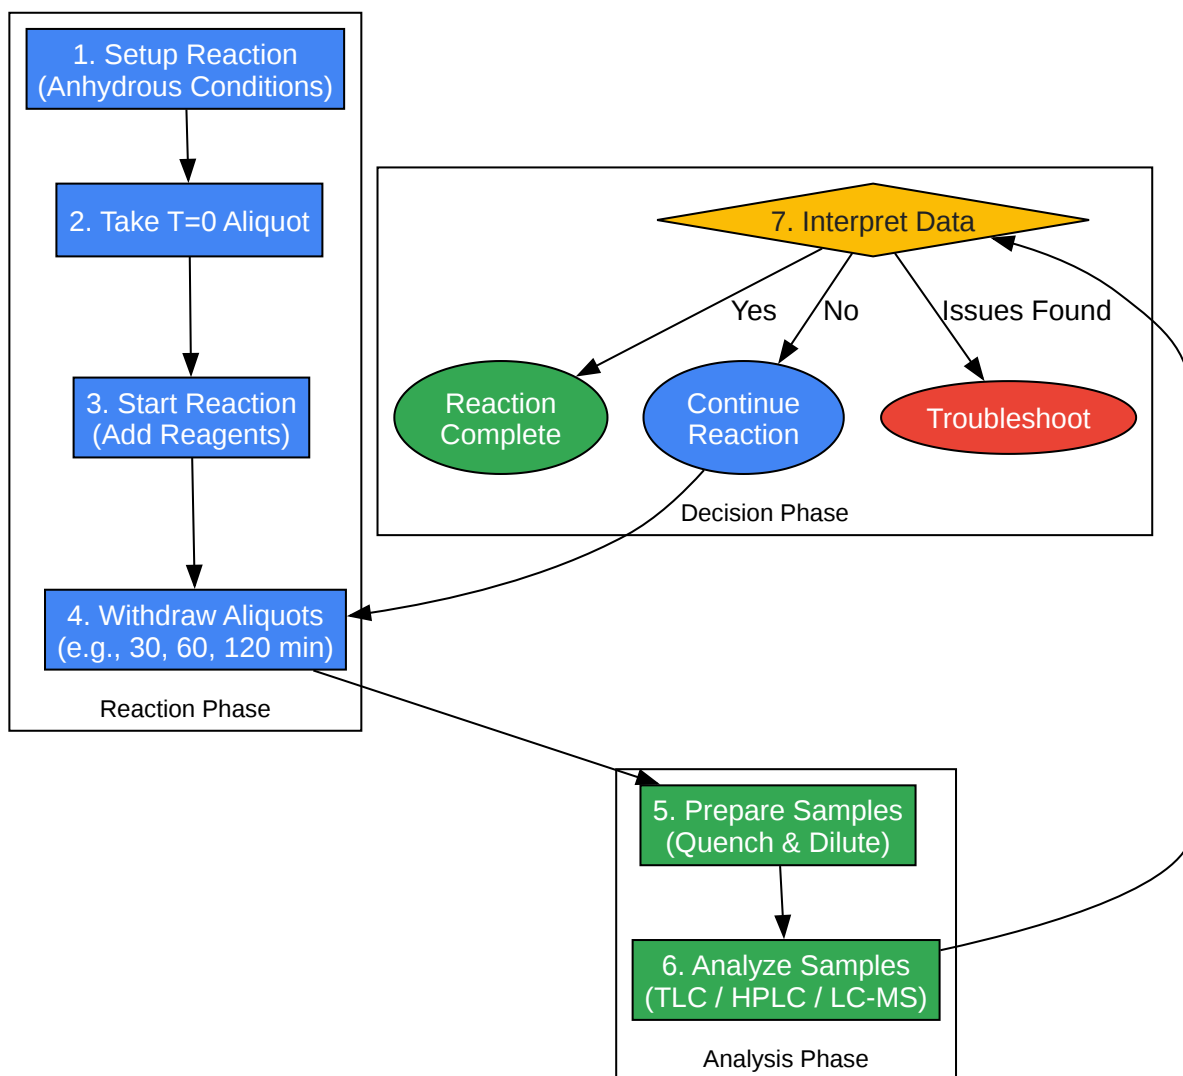 1. Setup Reaction
(Anhydrous Conditions)
2. Take T=0 Aliquot
3. Start Reaction
(Add Reagents)
4. Withdraw Aliquots
(e.g., 30, 60, 120 min)
Reaction Phase
7. Interpret Data
Yes
No
Issues Found
Reaction
Complete
Continue
Reaction
Troubleshoot
Decision Phase
5. Prepare Samples
(Quench & Dilute)
6. Analyze Samples
(TLC / HPLC / LC-MS)
Analysis Phase